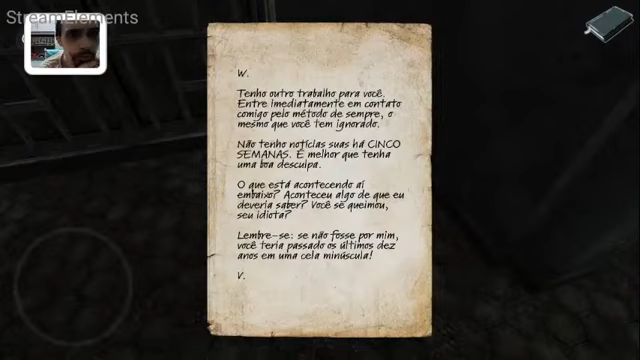 StreamElements
W.
Tenho outro trabalho para você.
Entre imediatamente em contato
comigo pelo método de sempre, o
mesmo que você tem ignorado.
Não tenho notícias suas há CINCO
SEMANAS. É melhor que tenha
uma boa desculpa.
O que está acontecendo aí
embaixo? Aconteceu algo de que eu
deveria saber? Você se queimou,
seu idiota?
Lembre-se: se não fosse por mim,
você teria passado os últimos dez
anos em uma cela minúscula!
V.